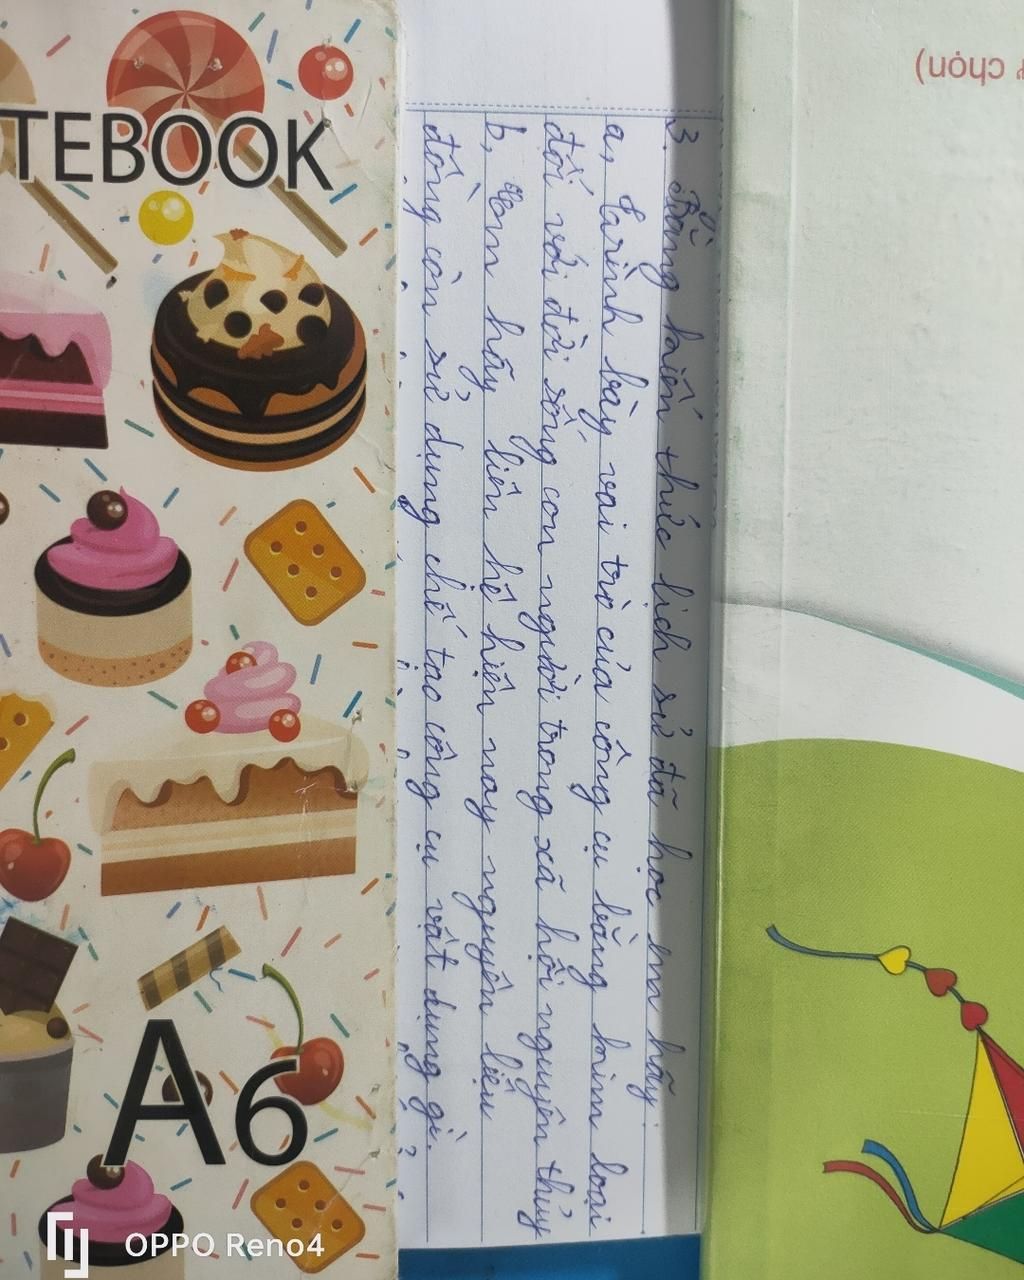 TEBOOK
A6
3. Bằng kiến thức lịch sử đã học em hãy
a, trình bày vai trò của công cụ bằng kim loại
đối với đời sống con người trong xã hội nguyên thủy
b, Em hãy liên hệ hiện nay nguyên liệu
đồng còn sử dụng chế tạo công cụ vật dụng gì.
chọn)
OPPO Reno4